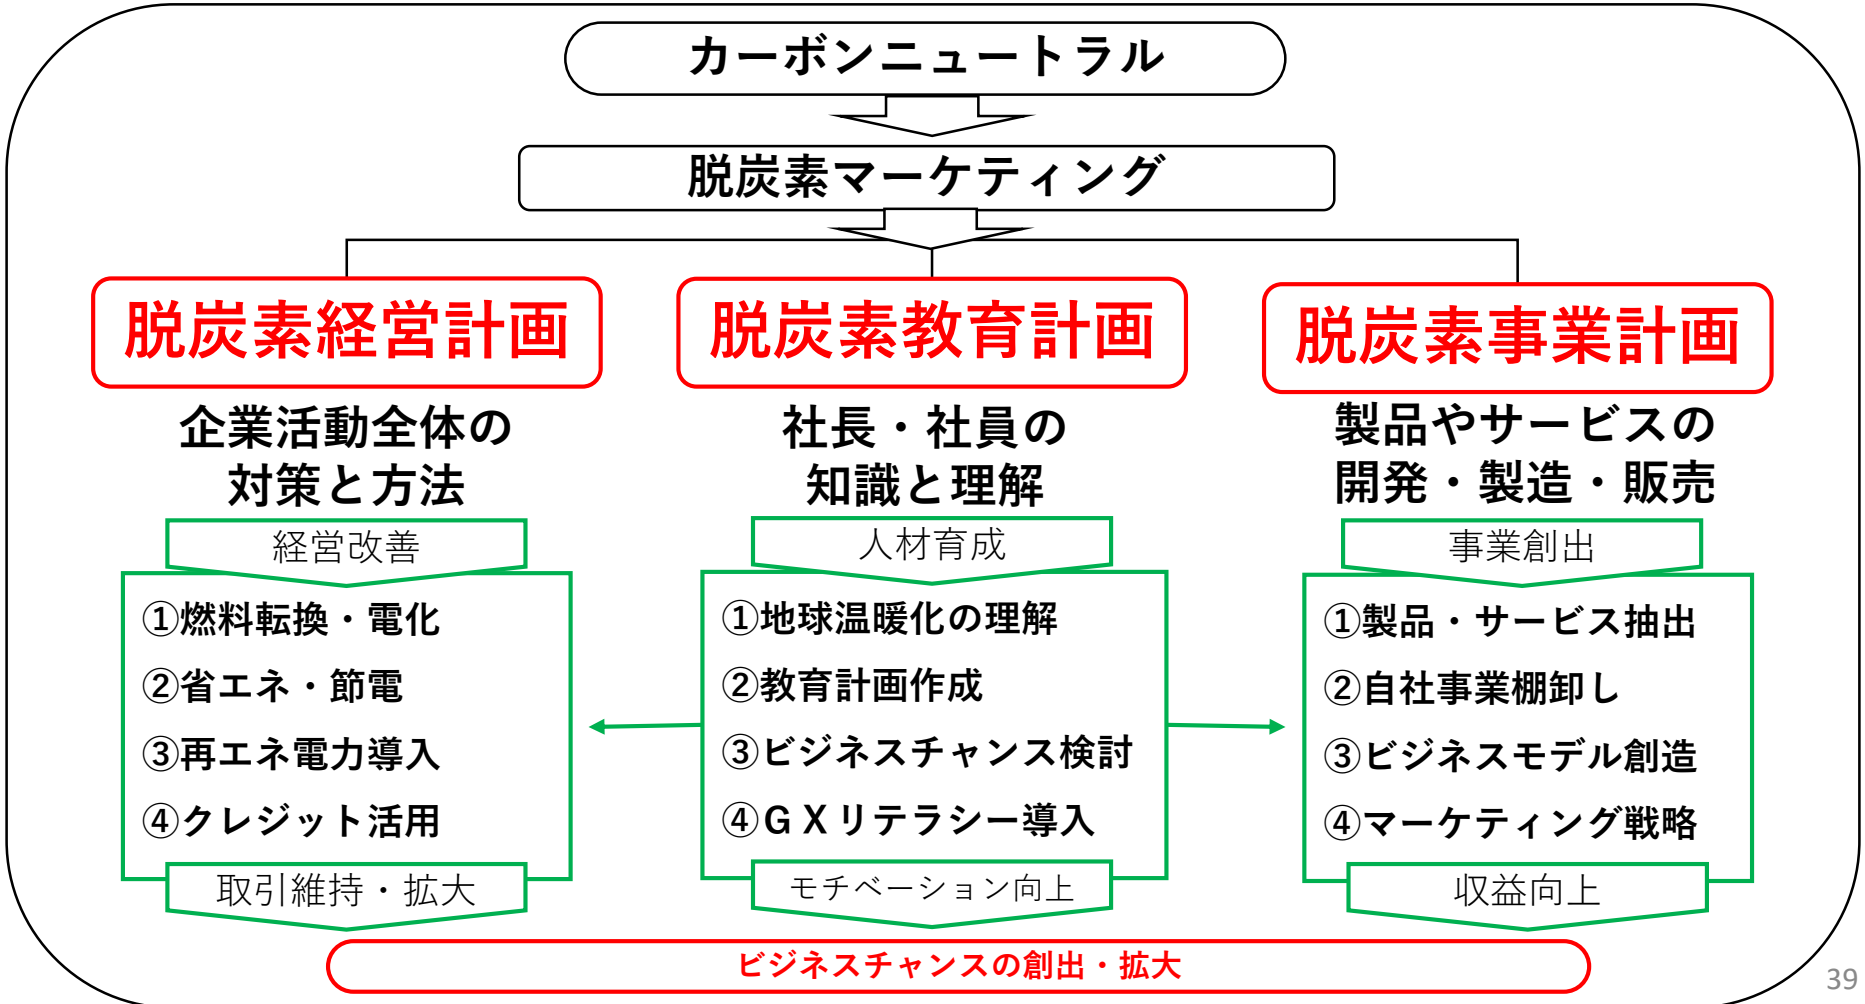 カーボンニュートラル
脱炭素マーケティング
脱炭素経営計画
企業活動全体の
対策と方法
経営改善
①燃料転換・電化
②省エネ・節電
③再エネ電力導入
④クレジット活用
取引維持・拡大
脱炭素教育計画
社長・社員の
知識と理解
人材育成
①地球温暖化の理解
②教育計画作成
③ビジネスチャンス検討
④ＧＸリテラシー導入
モチベーション向上
脱炭素事業計画
製品やサービスの
開発・製造・販売
事業創出
①製品・サービス抽出
②自社事業棚卸し
③ビジネスモデル創造
④マーケティング戦略
収益向上
ビジネスチャンスの創出・拡大
39